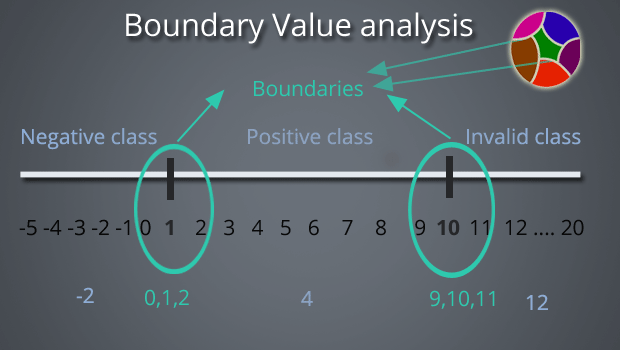 Boundary Value analysis
Boundaries
Negative class Positive class Invalid class
-5 -4 -3 -2 -1 0 1 2 3 4 5 6 7 8 9 10 11 12 .... 20
-2 0,1,2 4 9,10,11 12